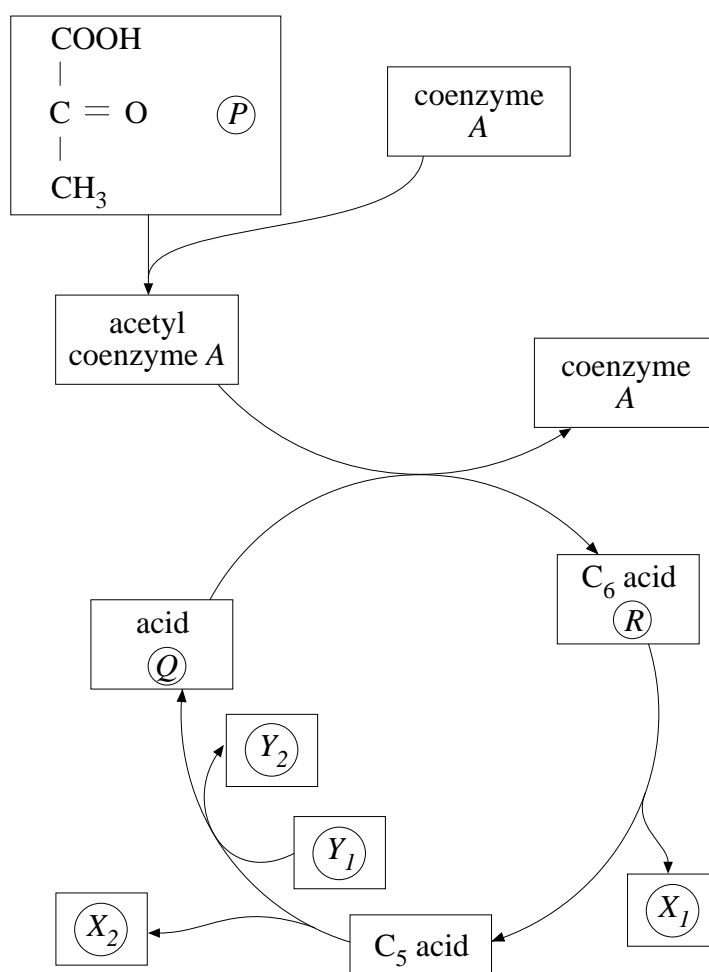 COOH
|
C = O P
|
CH3
coenzyme
A
acetyl
coenzyme A
coenzyme
A
C6 acid
R
acid
Q
Y2
Y1
X2
C5 acid
X1